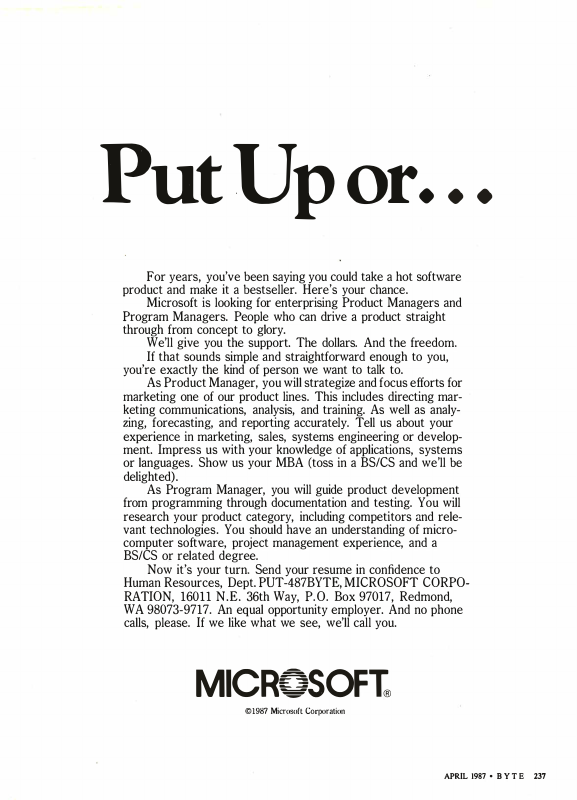 Put Up or...
For years, you've been saying you could take a hot software
product and make it a bestseller. Here's your chance.
Microsoft is looking for enterprising Product Managers and
Program Managers. People who can drive a product straight
through from concept to glory.
We'll give you the support. The dollars. And the freedom.
If that sounds simple and straightforward enough to you,
you're exactly the kind of person we want to talk to.
As Product Manager, you will strategize and focus efforts for
marketing one of our product lines. This includes directing mar-
keting communications, analysis, and training. As well as analy-
zing, forecasting, and reporting accurately. Tell us about your
experience in marketing, sales, systems engineering or develop-
ment. Impress us with your knowledge of applications, systems
or languages. Show us your MBA (toss in a BS/CS and we'll be
delighted).
As Program Manager, you will guide product development
from programming through documentation and testing. You will
research your product category, including competitors and rele-
vant technologies. You should have an understanding of micro-
computer software, project management experience, and a
BS/CS or related degree.
Now it's your turn. Send your resume in confidence to
Human Resources, Dept. PUT-487BYTE, MICROSOFT CORPO-
RATION, 16011 N.E. 36th Way, P.O. Box 97017, Redmond,
WA 98073-9717. An equal opportunity employer. And no phone
calls, please. If we like what we see, we'll call you.
MICROSOFT®
©1987 Microsoft Corporation
APRIL 1987 • BYTE 237